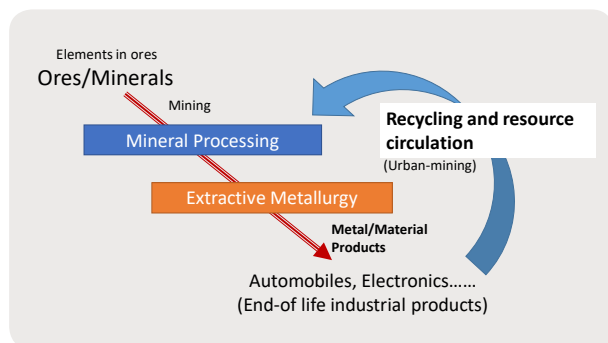 Elements in ores
Ores/Minerals
Mining
Mineral Processing
Recycling and resource
circulation
(Urban-mining)
Extractive Metallurgy
Metal/Material
Products
Automobiles, Electronics......
(End-of life industrial products)